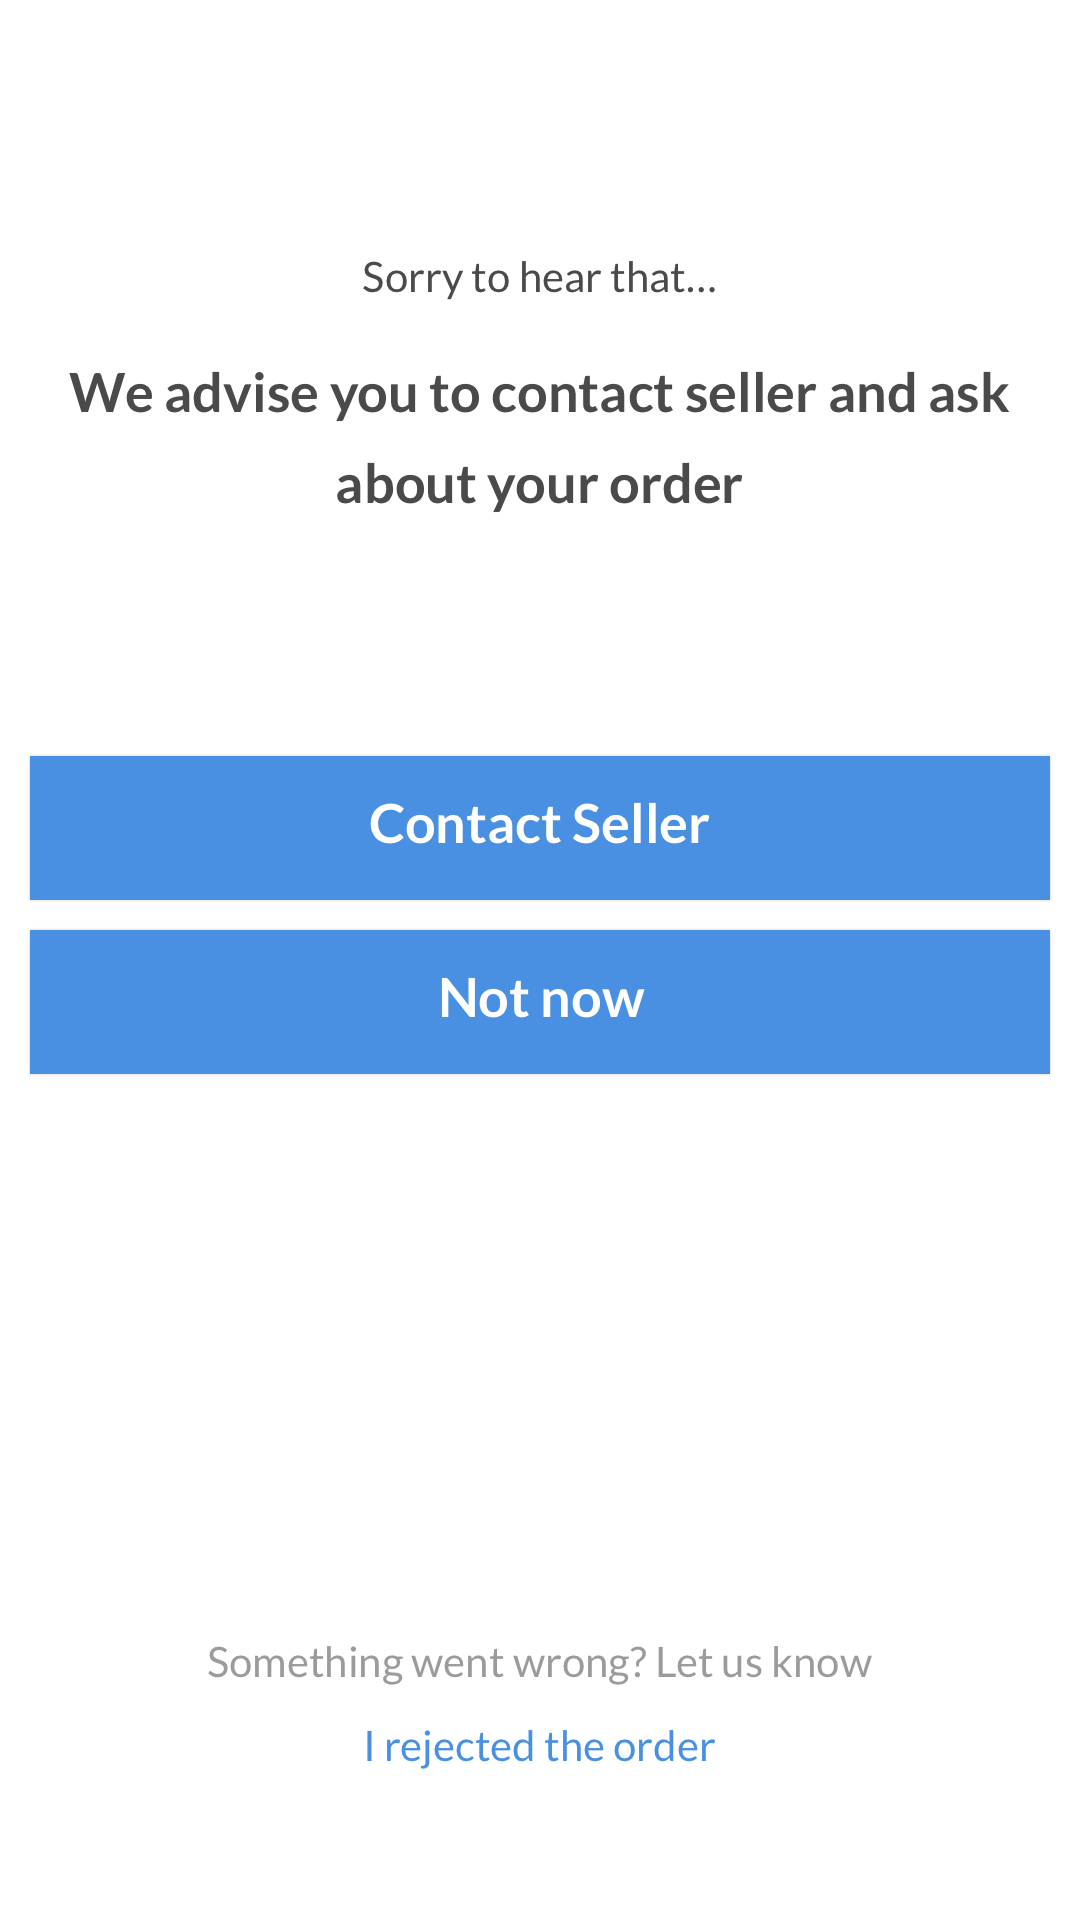 Sorry to hear that...
We advise you to contact seller and ask
about your order
Contact Seller
Not now
Something went wrong? Let us know
I rejected the order